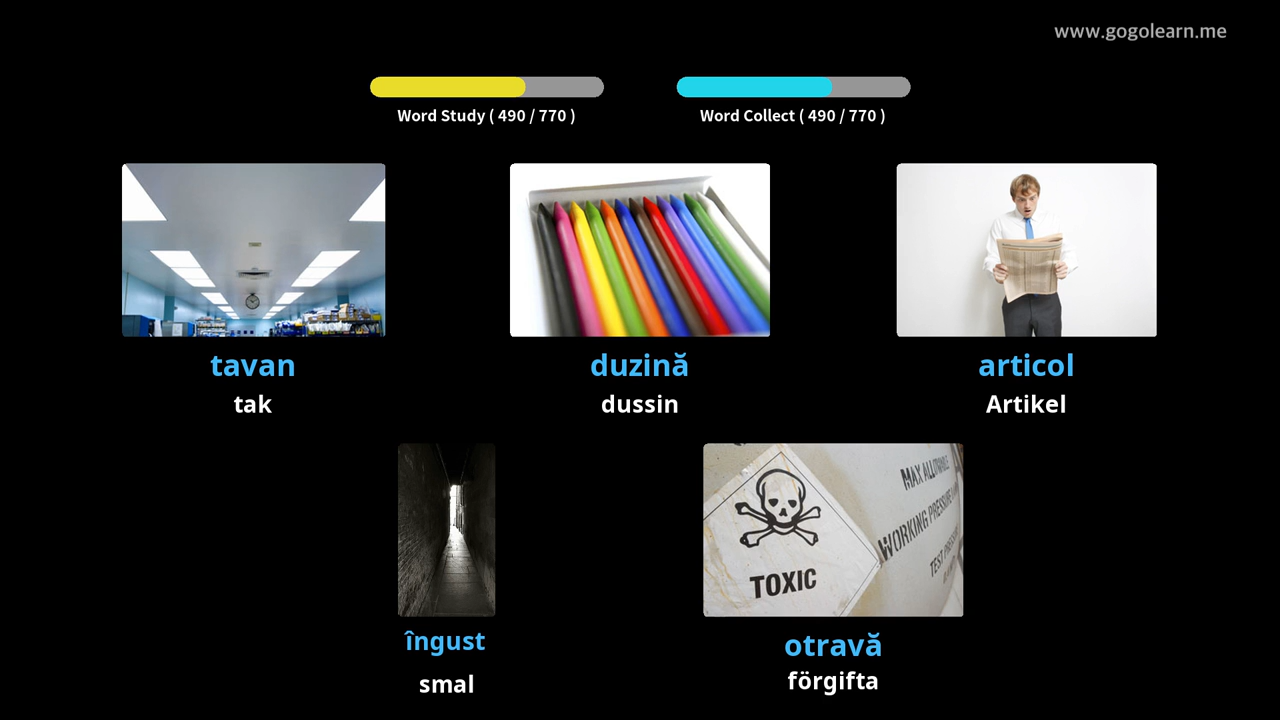 www.gogolearn.me
Word Study ( 490 / 770 )
Word Collect ( 490 / 770 )
tavan
tak
duzină
dussin
articol
Artikel
îngust
smal
otravă
förgifta
TOXIC
MAX ALLOWABLE
WORKING PRESSURE
TEST PRESS